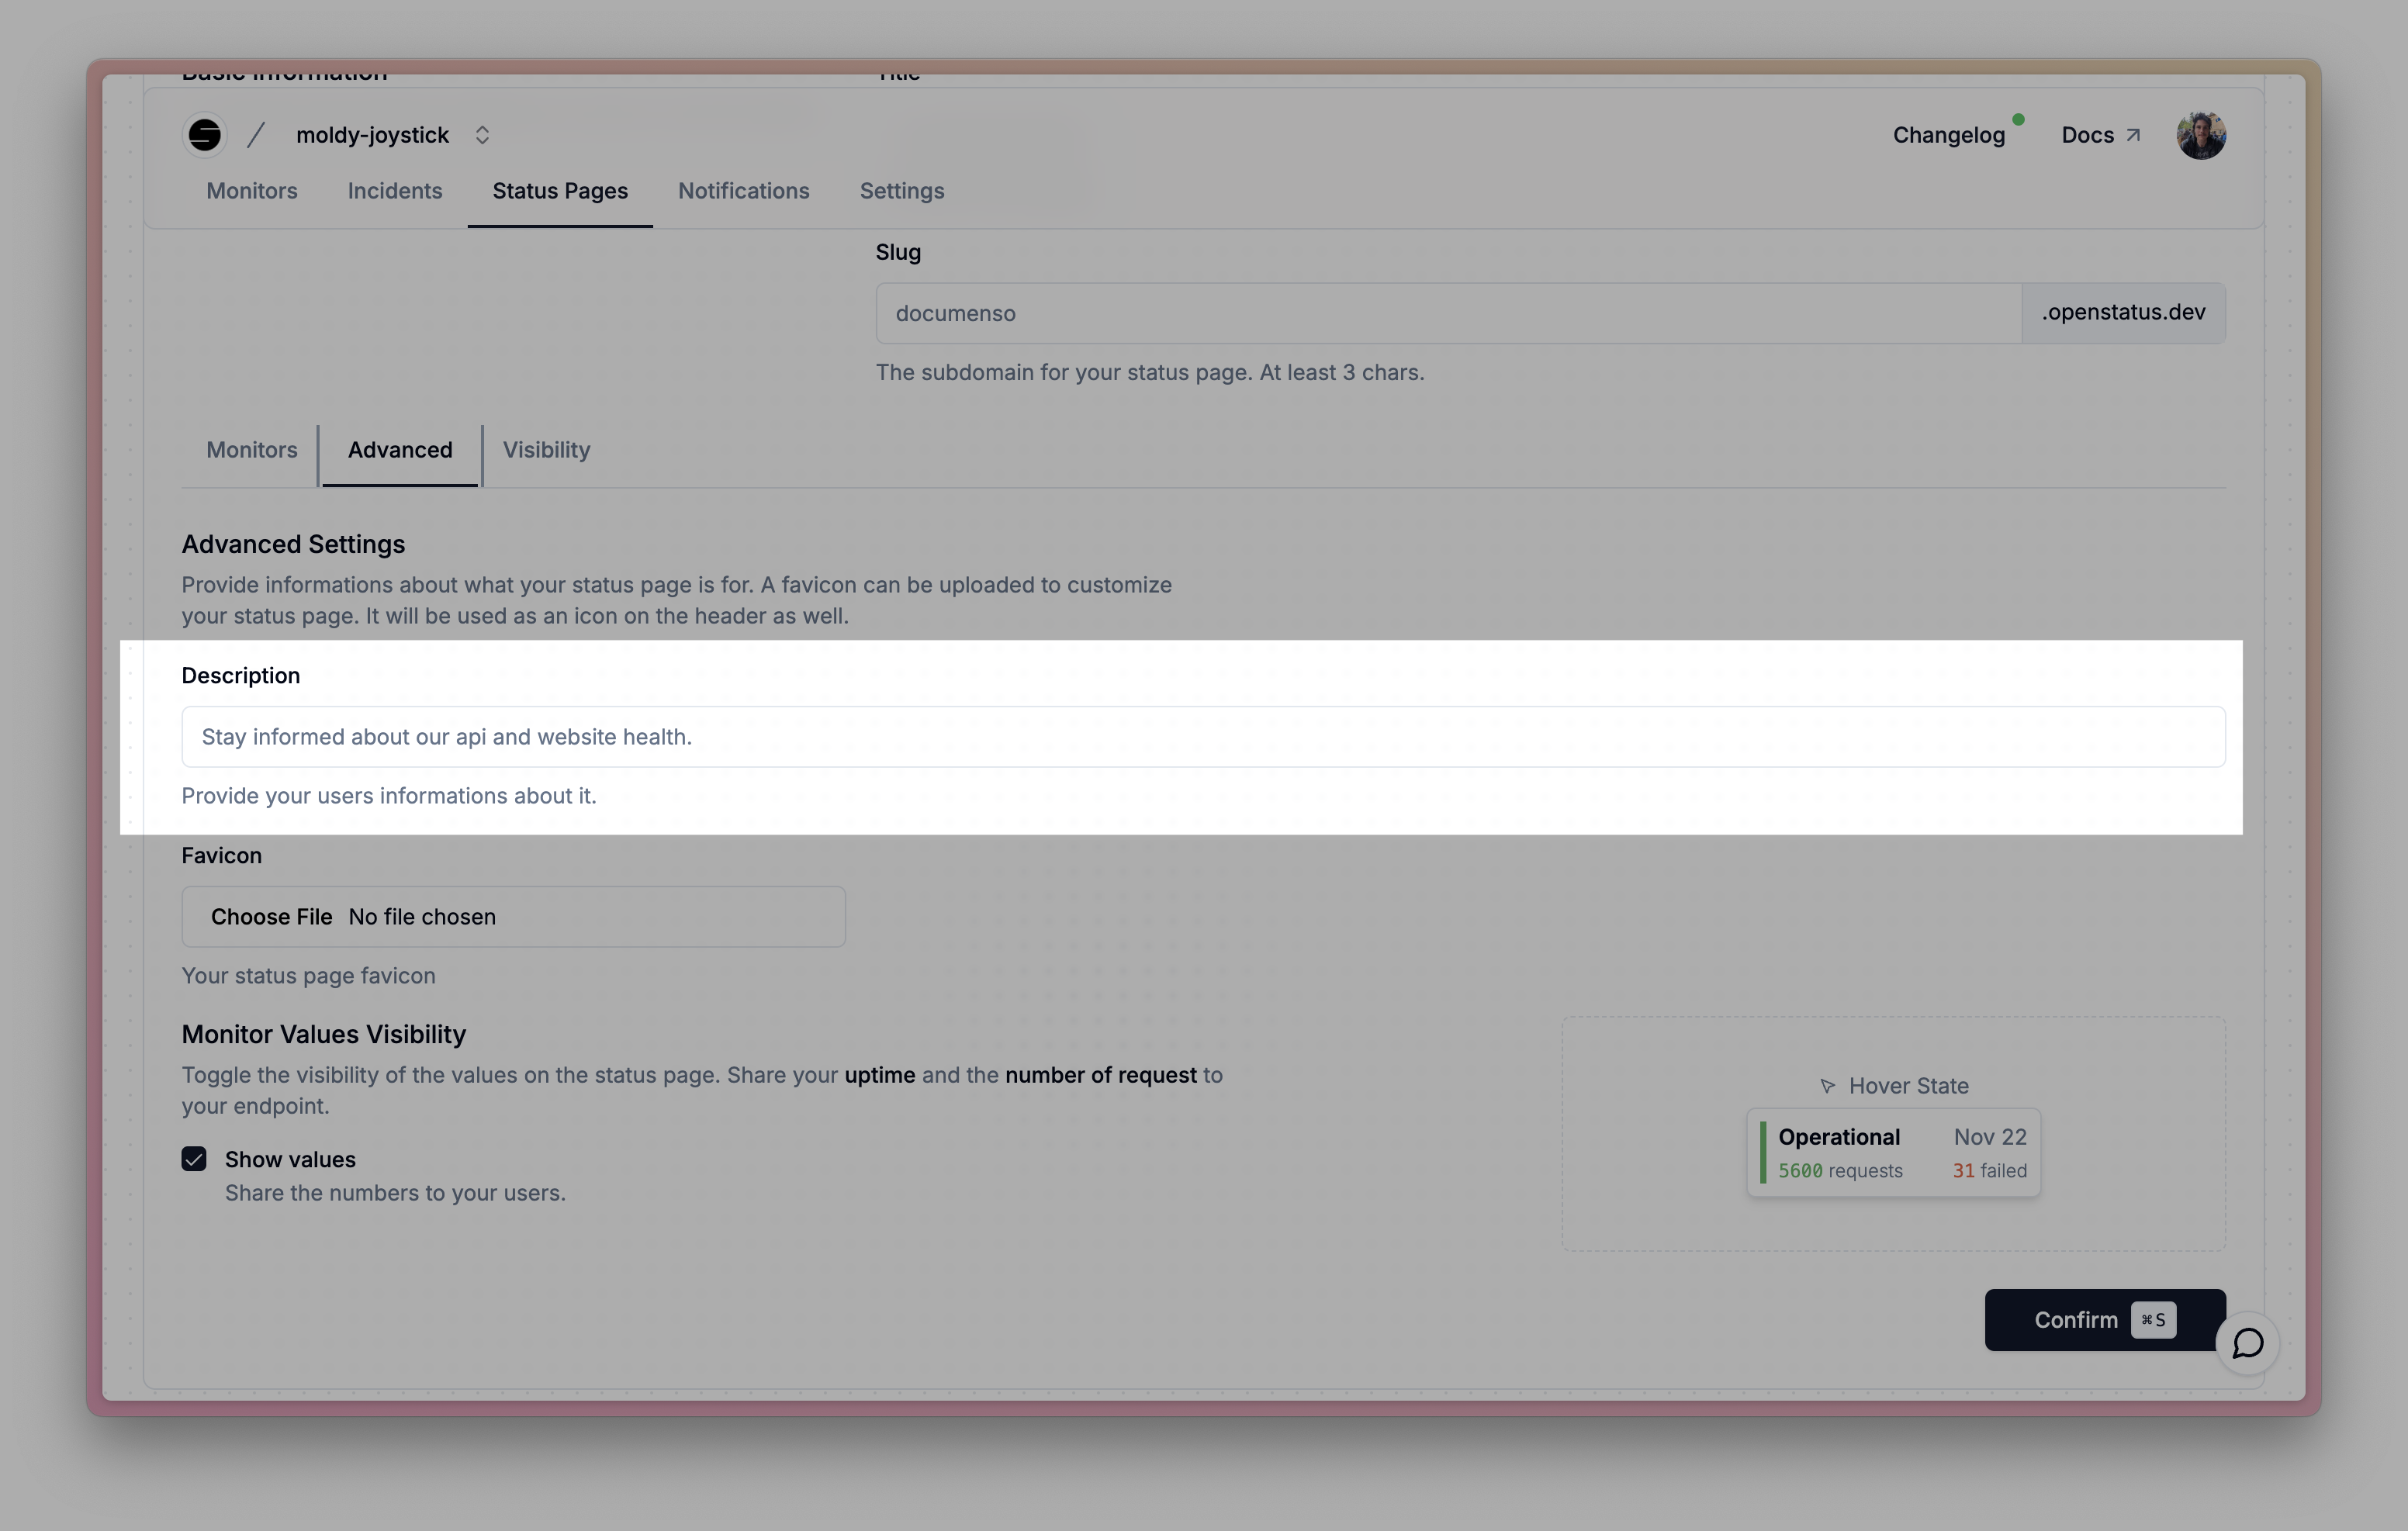 Basic Information
Title
moldy-joystick
Changelog
Docs
Monitors
Incidents
Status Pages
Notifications
Settings
Slug
documenso
.openstatus.dev
The subdomain for your status page. At least 3 chars.
Monitors
Advanced
Visibility
Advanced Settings
Provide informations about what your status page is for. A favicon can be uploaded to customize
your status page. It will be used as an icon on the header as well.
Description
Stay informed about our api and website health.
Provide your users informations about it.
Favicon
Choose File No file chosen
Your status page favicon
Monitor Values Visibility
Toggle the visibility of the values on the status page. Share your uptime and the number of request to
your endpoint.
Show values
Share the numbers to your users.
Hover State
Operational
Nov 22
5600 requests
31 failed
Confirm
⌘ S